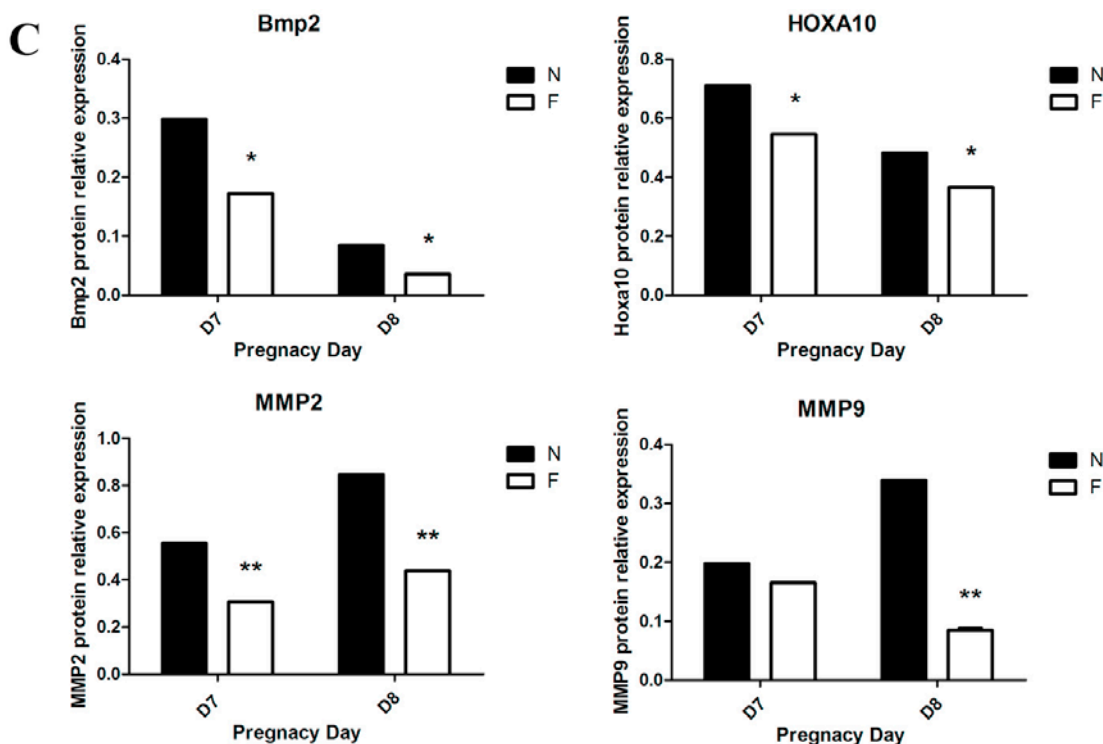 C
Bmp2
Bmp2 protein relative expression
0.4
0.3
0.2
0.1
0.0
*
*
N
F
D7
D8
Pregnacy Day
HOXA10
Hoxa10 protein relative expression
0.8
0.6
0.4
0.2
0.0
*
*
N
F
D7
D8
Pregnacy Day
MMP2
MMP2 protein relative expression
1.0
0.8
0.6
0.4
0.2
0.0
**
**
N
F
D7
D8
Pregnacy Day
MMP9
MMP9 protein relative expression
0.4
0.3
0.2
0.1
0.0
**
N
F
D7
D8
Pregnacy Day